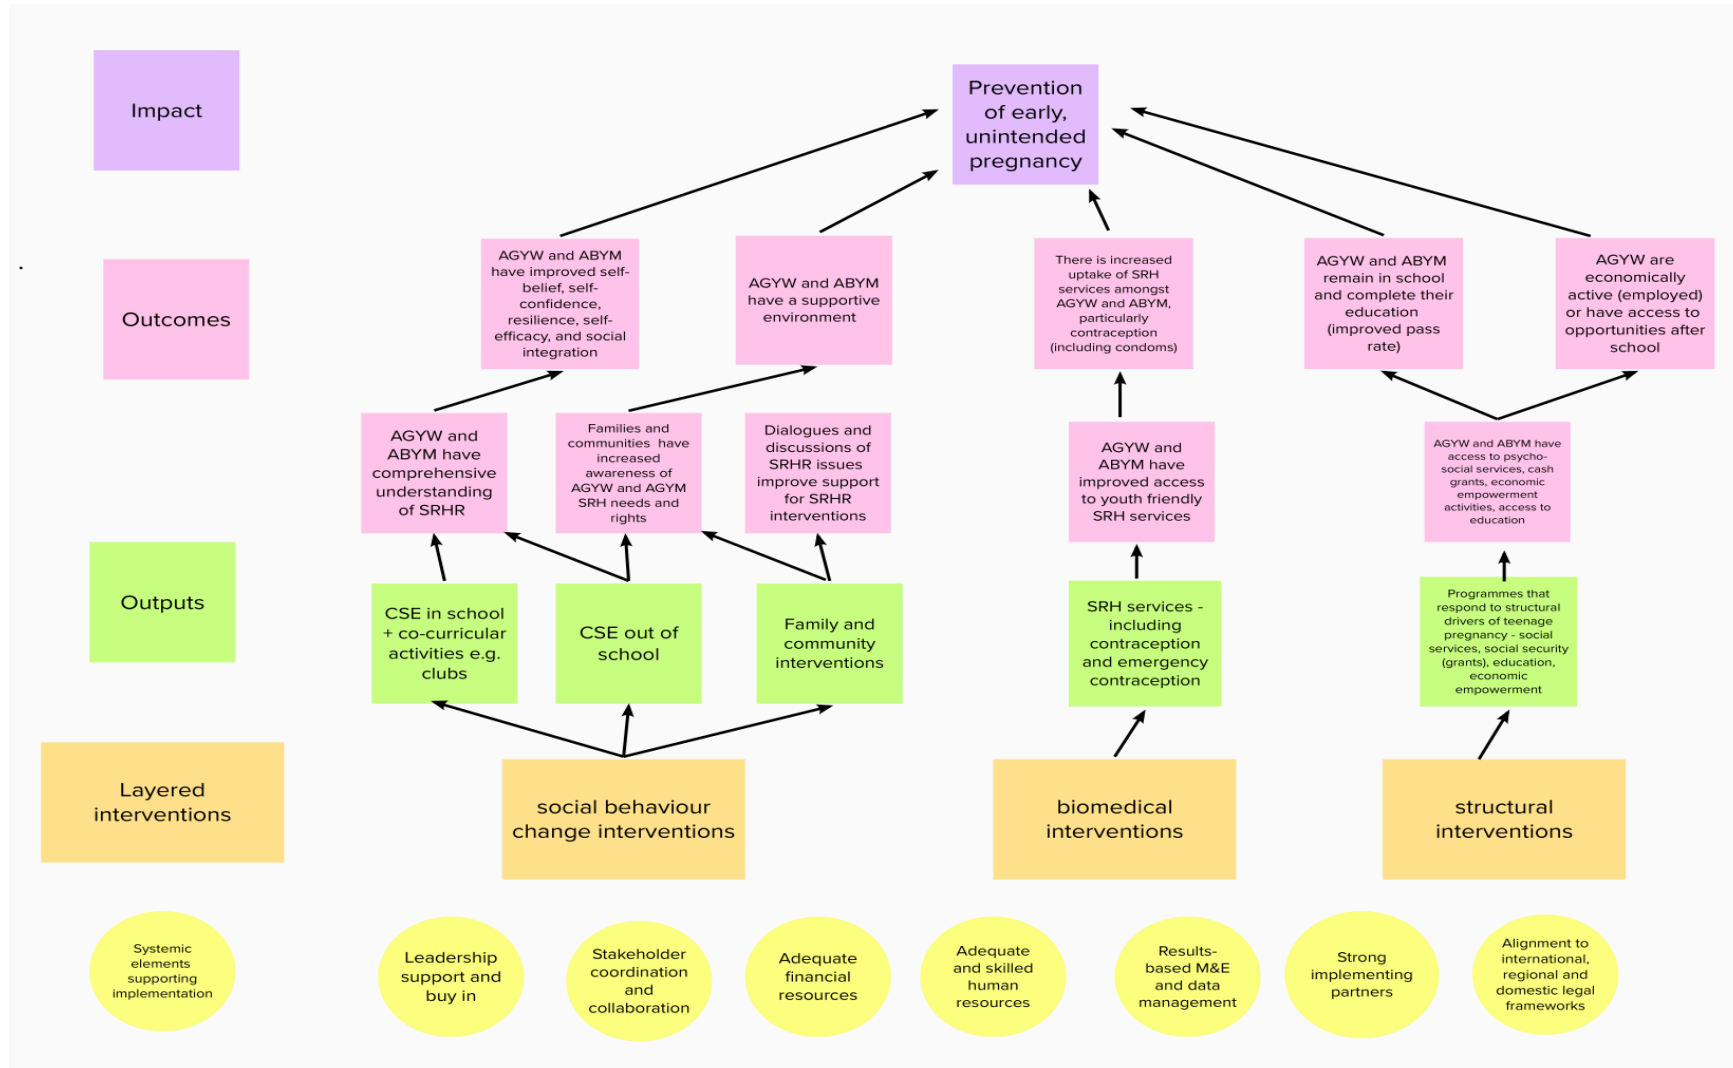 Impact
Prevention
of early,
unintended
pregnancy
Outcomes
AGYW and ABYM
have improved self-
belief, self-
confidence,
resilience, self-
efficacy, and social
integration
AGYW and ABYM
have a supportive
environment
There is increased
uptake of SRH
services amongst
AGYW and ABYM,
particularly
contraception
(including condoms)
AGYW and ABYM
remain in school
and complete their
education
(improved pass
rate)
AGYW are
economically
active (employed)
or have access to
opportunities after
school
AGYW and
ABYM have
comprehensive
understanding
of SRHR
Families and
communities have
increased
awareness of
AGYW and AGYM
SRH needs and
rights
Dialogues and
discussions of
SRHR issues
improve support
for SRHR
interventions
AGYW and
ABYM have
improved access
to youth friendly
SRH services
AGYW and ABYM have
access to psycho-
social services, cash
grants, economic
empowerment
activities, access to
education
Outputs
CSE in school
+ co-curricular
activities e.g.
clubs
CSE out of
school
Family and
community
interventions
SRH services -
including
contraception
and emergency
contraception
Programmes that
respond to structural
drivers of teenage
pregnancy - social
services, social security
(grants), education,
economic
empowerment
Layered
interventions
social behaviour
change interventions
biomedical
interventions
structural
interventions
Systemic
elements
supporting
implementation
Leadership
support and
buy in
Stakeholder
coordination
and
collaboration
Adequate
financial
resources
Adequate
and skilled
human
resources
Results-
based M&E
and data
management
Strong
implementing
partners
Alignment to
international,
regional and
domestic legal
frameworks